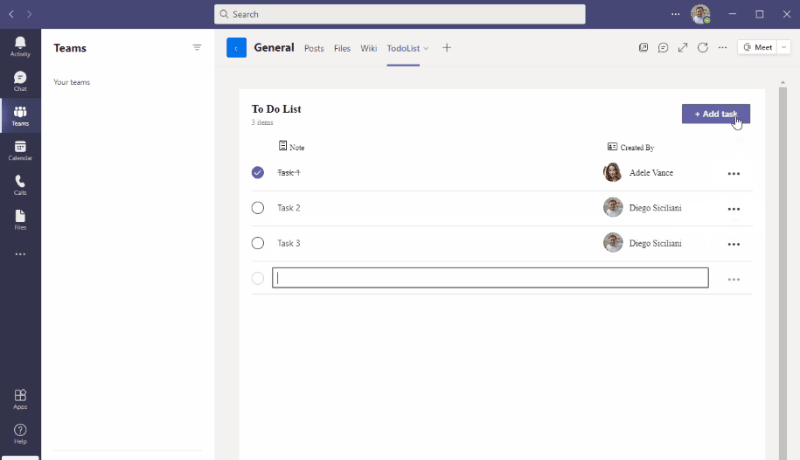 Search
Activity
Chat
Teams
Calendar
Calls
Files
Apps
Help
Teams
Your teams
General Posts Files Wiki TodoList +
Meet
To Do List
3 items
+ Add task
Note Created By
Task 1 Adele Vance
Task 2 Diego Siciliani
Task 3 Diego Siciliani